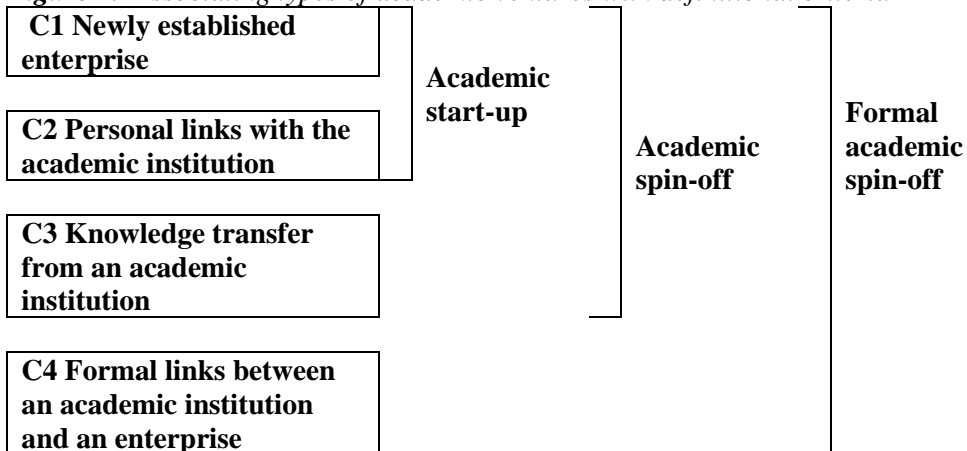 C1 Newly established
enterprise
C2 Personal links with the
academic institution
C3 Knowledge transfer
from an academic
institution
C4 Formal links between
an academic institution
and an enterprise
Academic
start-up
Academic
spin-off
Formal
academic
spin-off